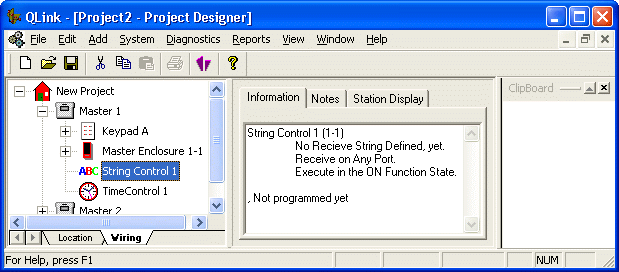 QLink - [Project2 - Project Designer]
File Edit Add System Diagnostics Reports View Window Help
New Project
Master 1
Keypad A
Master Enclosure 1-1
ABC String Control 1
TimeControl 1
Master 2
Location Wiring
Information Notes Station Display
String Control 1 (1-1)
No Recieve String Defined, yet.
Receive on Any Port.
Execute in the ON Function State.
, Not programmed yet
ClipBoard
For Help, press F1
NUM